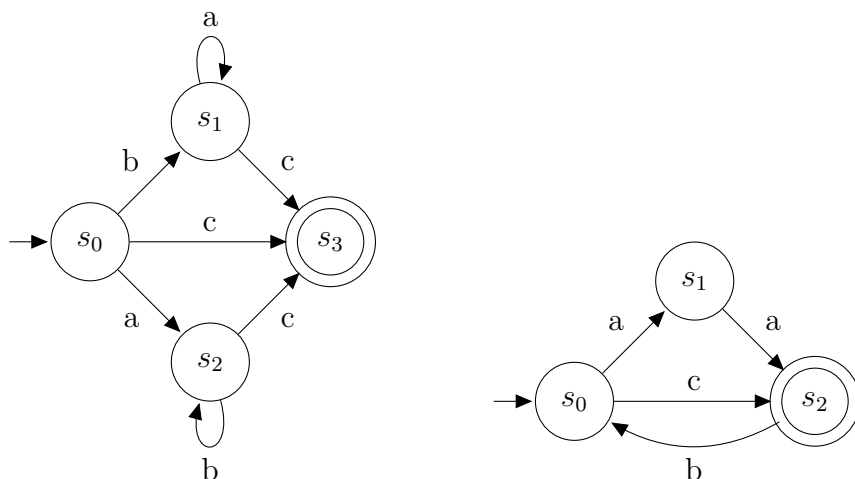 a
s₁
b c
s₀ c s₃
a c
s₂
b
s₁
a a
s₀ c s₂
b